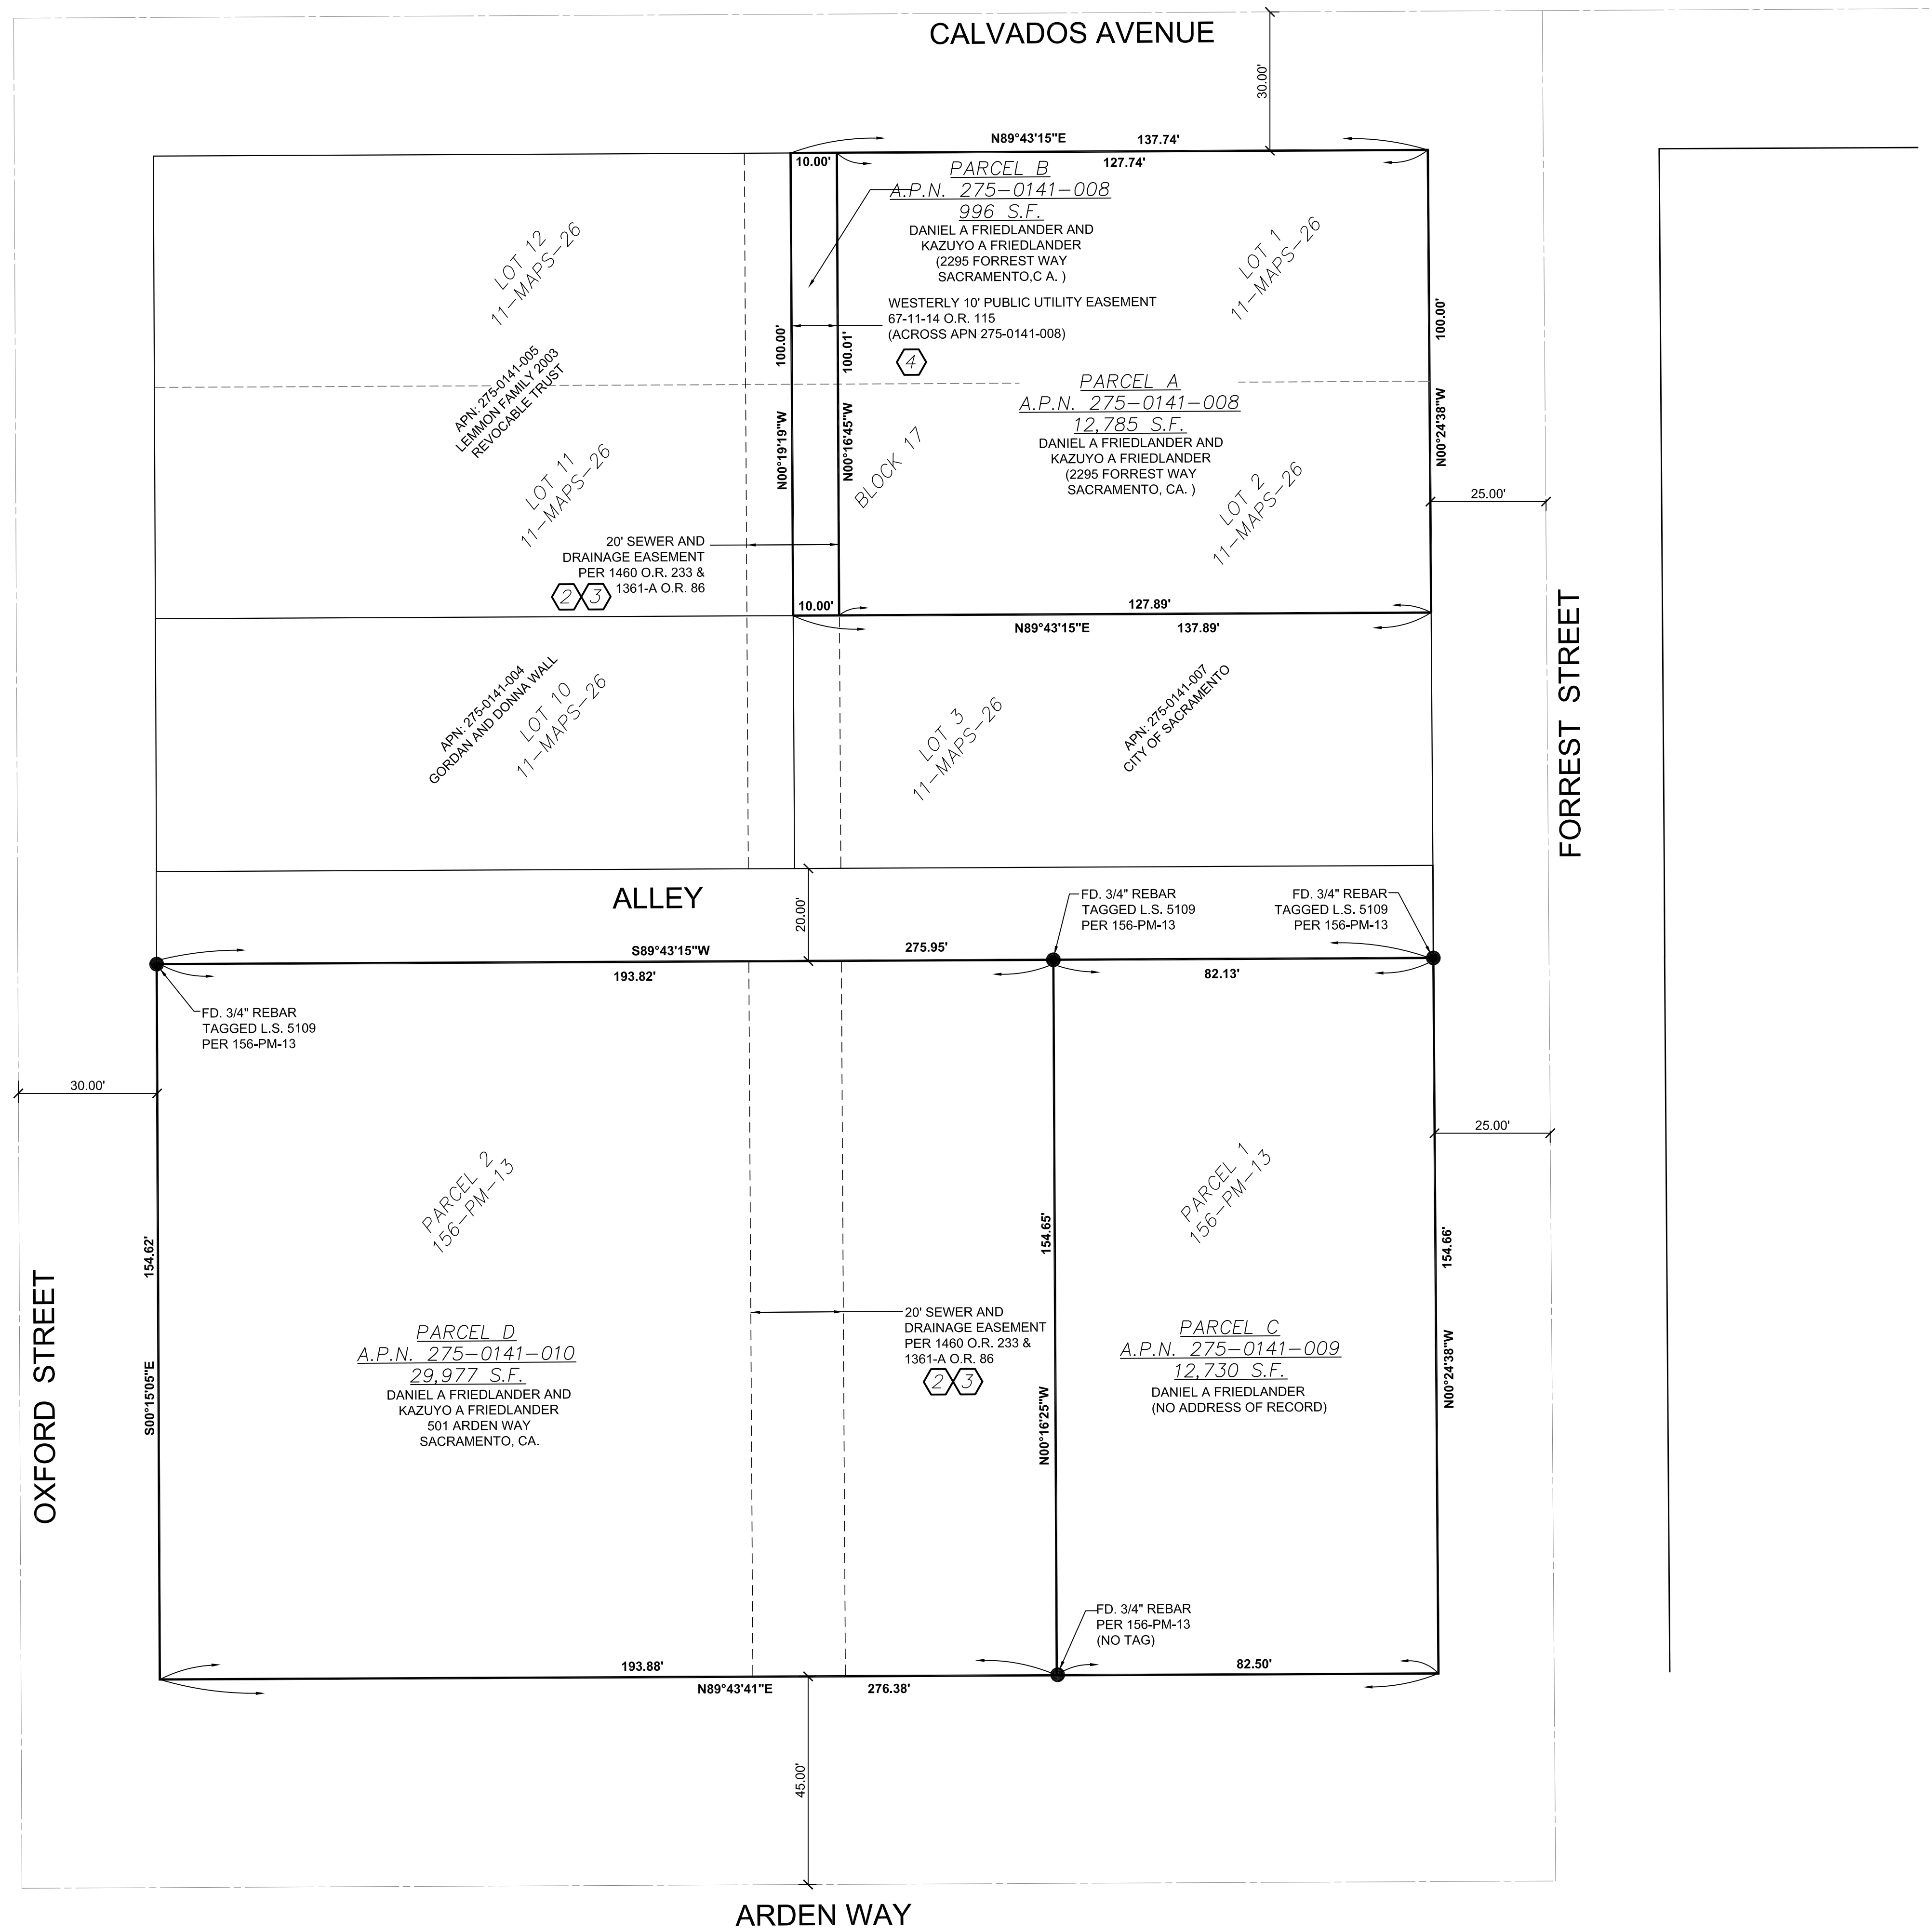 CALVADOS AVENUE
30.00'
N89°43'15"E 137.74'
10.00'
127.74'
PARCEL B
A.P.N. 275-0141-008
996 S.F.
DANIEL A FRIEDLANDER AND
KAZUYO A FRIEDLANDER
(2295 FORREST WAY
SACRAMENTO,C A. )
LOT 12
11-MAPS-26
LOT 1
11-MAPS-26
WESTERLY 10' PUBLIC UTILITY EASEMENT
67-11-14 O.R. 115
(ACROSS APN 275-0141-008)
4
100.00'
N00°19'19"W
100.01'
N00°16'45"W
100.00'
N00°24'38"W
APN: 275-0141-005
LEMMON FAMILY 2003
REVOCABLE TRUST
PARCEL A
A.P.N. 275-0141-008
12,785 S.F.
DANIEL A FRIEDLANDER AND
KAZUYO A FRIEDLANDER
(2295 FORREST WAY
SACRAMENTO, CA. )
BLOCK 17
LOT 11
11-MAPS-26
LOT 2
11-MAPS-26
25.00'
20' SEWER AND
DRAINAGE EASEMENT
PER 1460 O.R. 233 &
1361-A O.R. 86
2 3
10.00'
127.89'
N89°43'15"E 137.89'
FORREST STREET
APN: 275-0141-004
GORDAN AND DONNA WALL
LOT 10
11-MAPS-26
LOT 3
11-MAPS-26
APN: 275-0141-007
CITY OF SACRAMENTO
ALLEY
20.00'
FD. 3/4" REBAR
TAGGED L.S. 5109
PER 156-PM-13
FD. 3/4" REBAR
TAGGED L.S. 5109
PER 156-PM-13
S89°43'15"W 275.95'
193.82'
82.13'
FD. 3/4" REBAR
TAGGED L.S. 5109
PER 156-PM-13
30.00'
25.00'
PARCEL 2
156-PM-13
PARCEL 1
156-PM-13
154.62'
S00°15'05"E
154.65'
N00°16'25"W
154.66'
N00°24'38"W
OXFORD STREET
PARCEL D
A.P.N. 275-0141-010
29,977 S.F.
DANIEL A FRIEDLANDER AND
KAZUYO A FRIEDLANDER
501 ARDEN WAY
SACRAMENTO, CA.
20' SEWER AND
DRAINAGE EASEMENT
PER 1460 O.R. 233 &
1361-A O.R. 86
2 3
PARCEL C
A.P.N. 275-0141-009
12,730 S.F.
DANIEL A FRIEDLANDER
(NO ADDRESS OF RECORD)
FD. 3/4" REBAR
PER 156-PM-13
(NO TAG)
193.88'
82.50'
N89°43'41"E 276.38'
45.00'
ARDEN WAY